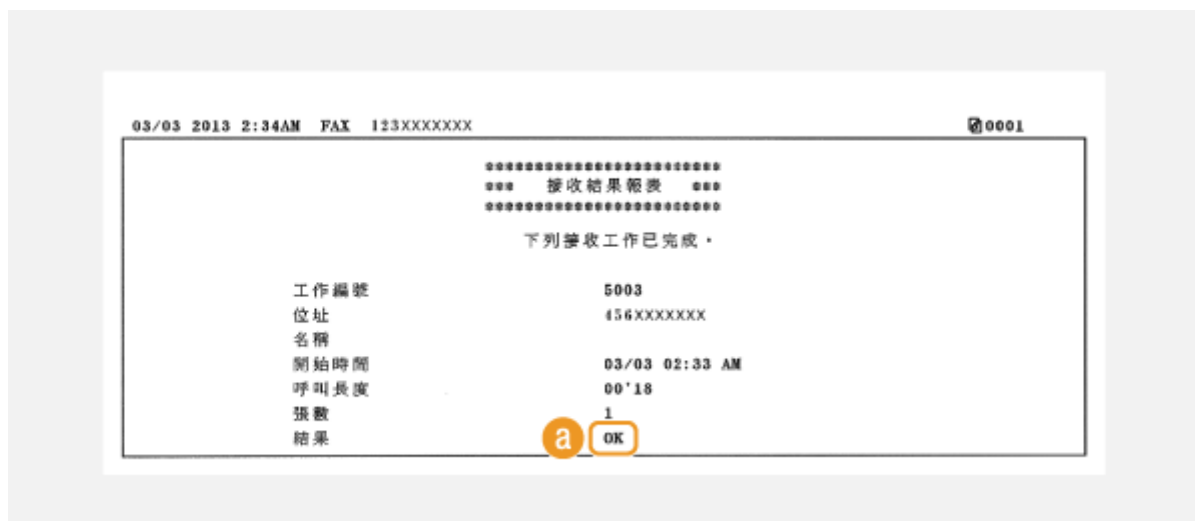 03/03 2013 2:34AM FAX 123XXXXXXX 0001
************************
*** 接收結果報表 ***
************************
下列接收工作已完成。
工作編號 5003
位址 456XXXXXXX
名稱
開始時間 03/03 02:33 AM
呼叫長度 00'18
張數 1
結果 a OK